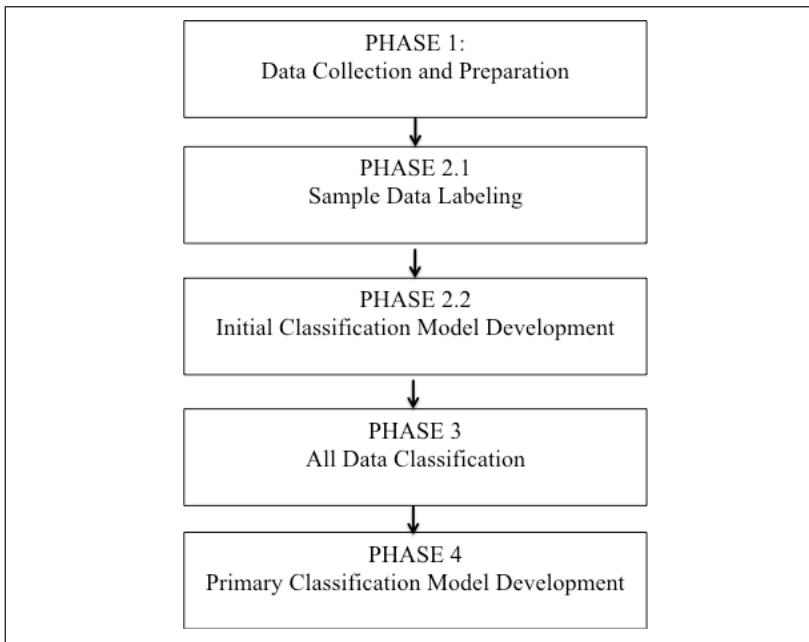 PHASE 1:
Data Collection and Preparation
PHASE 2.1
Sample Data Labeling
PHASE 2.2
Initial Classification Model Development
PHASE 3
All Data Classification
PHASE 4
Primary Classification Model Development